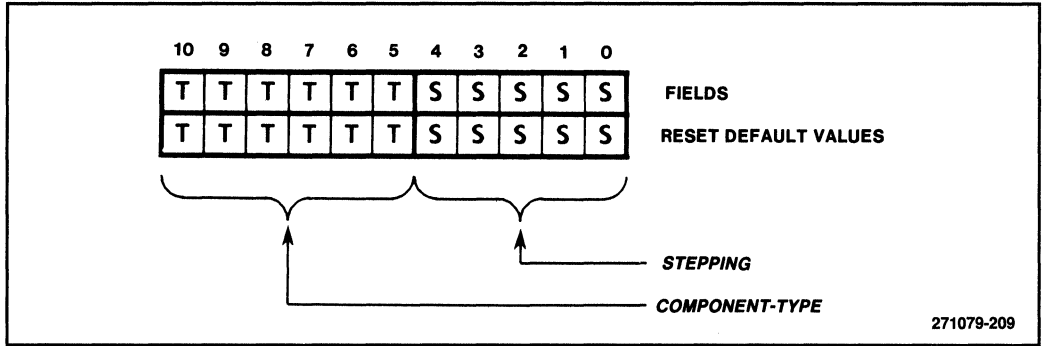 10 9 8 7 6 5 4 3 2 1 0
T T T T T T S S S S S FIELDS
T T T T T T S S S S S RESET DEFAULT VALUES
STEPPING
COMPONENT-TYPE
271079-209